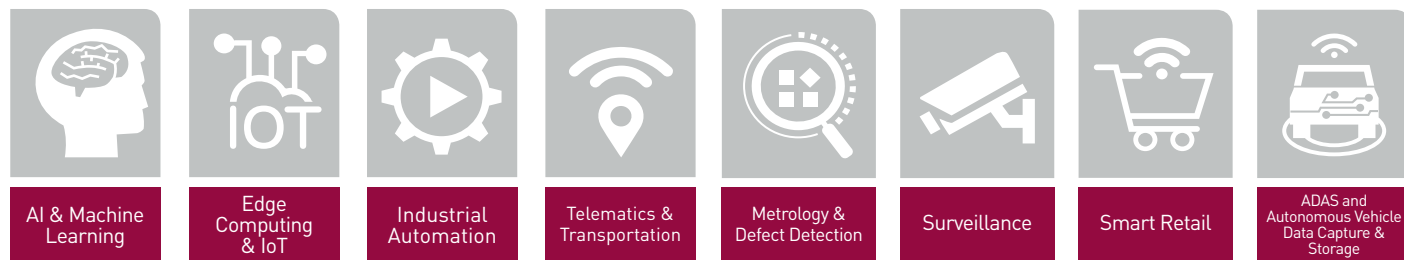 IoT
AI & Machine
Learning
Edge
Computing
& IoT
Industrial
Automation
Telematics &
Transportation
Metrology &
Defect Detection
Surveillance
Smart Retail
ADAS and
Autonomous Vehicle
Data Capture &
Storage